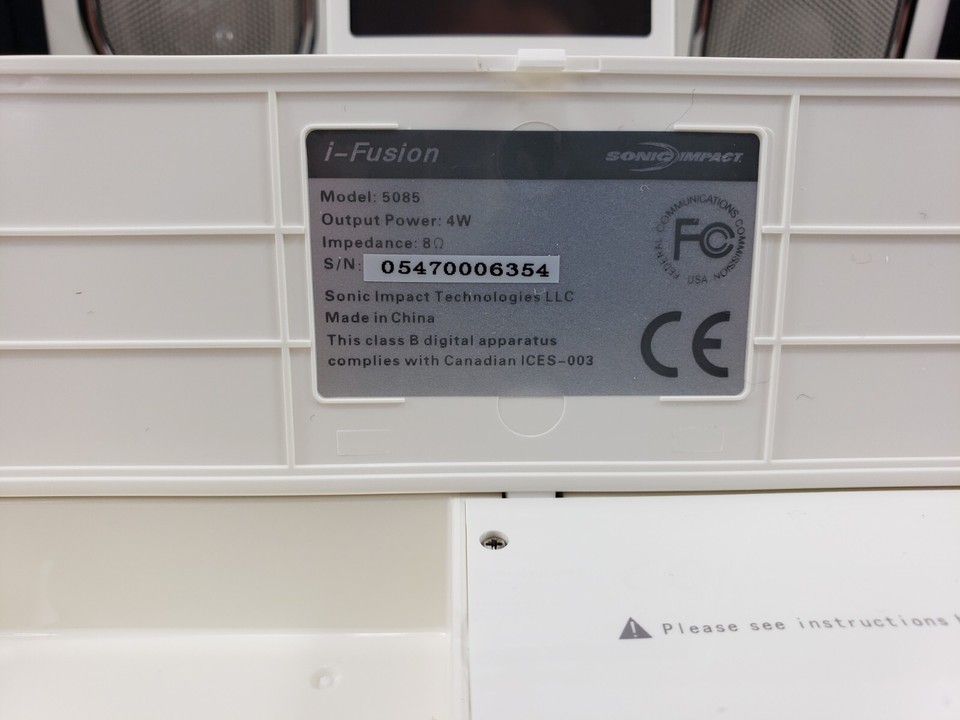 i-Fusion
SONIC IMPACT
Model: 5085
Output Power: 4W
Impedance: 8Ω
S/N: 05470006354
Sonic Impact Technologies LLC
Made in China
This class B digital apparatus
complies with Canadian ICES-003
FEDERAL COMMUNICATIONS COMMISSION
FC
USA
CE
Please see instructions